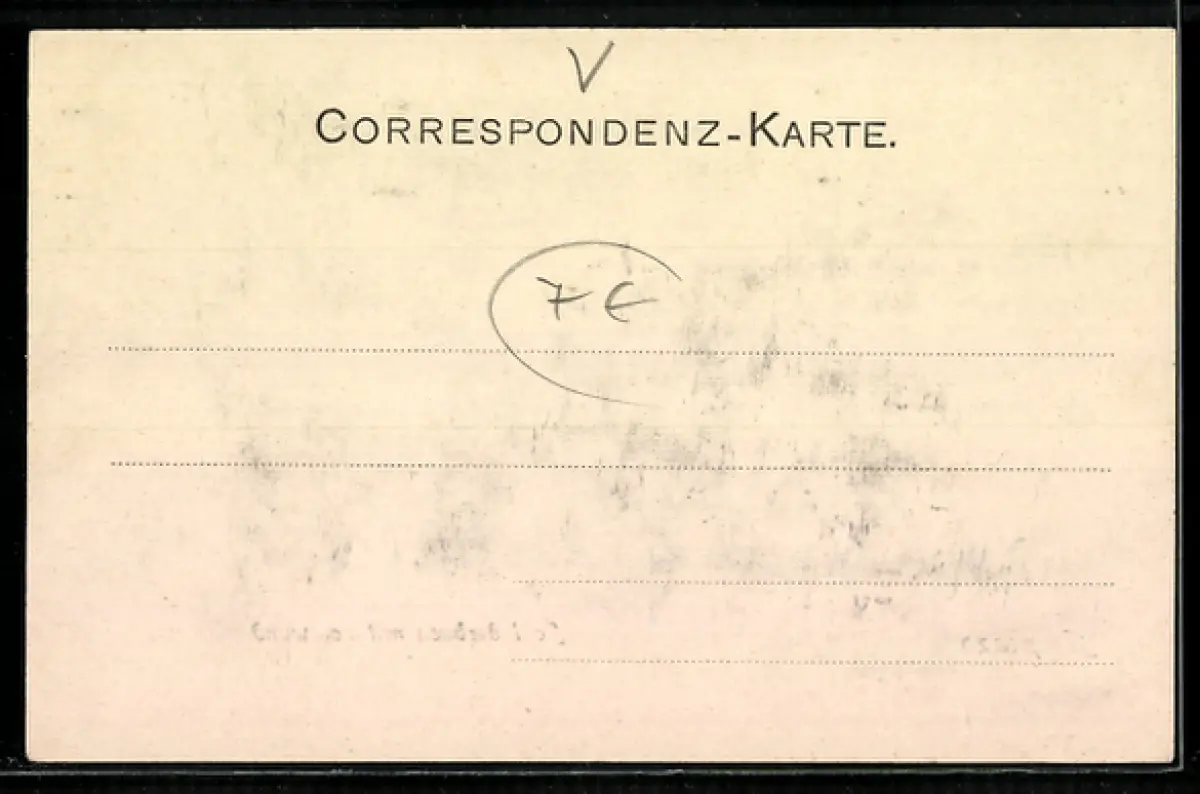 V
CORRESPONDENZ-KARTE.
7 €